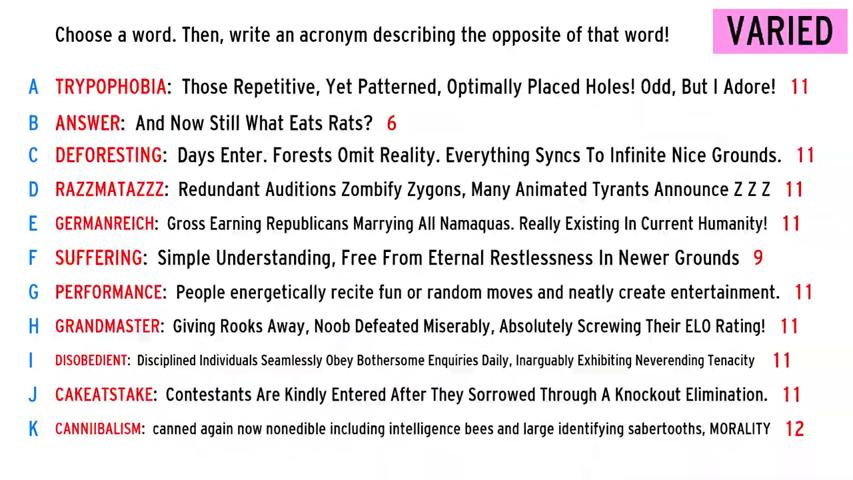 Choose a word. Then, write an acronym describing the opposite of that word!
VARIED
A TRYPOPHOBIA: Those Repetitive, Yet Patterned, Optimally Placed Holes! Odd, But I Adore! 11
B ANSWER: And Now Still What Eats Rats? 6
C DEFORESTING: Days Enter. Forests Omit Reality. Everything Syncs To Infinite Nice Grounds. 11
D RAZZMATAZZZ: Redundant Auditions Zombify Zygons, Many Animated Tyrants Announce Z Z Z 11
E GERMANREICH: Gross Earning Republicans Marrying All Namaquas. Really Existing In Current Humanity! 11
F SUFFERING: Simple Understanding, Free From Eternal Restlessness In Newer Grounds 9
G PERFORMANCE: People energetically recite fun or random moves and neatly create entertainment. 11
H GRANDMASTER: Giving Rooks Away, Noob Defeated Miserably, Absolutely Screwing Their ELO Rating! 11
I DISOBEDIENT: Disciplined Individuals Seamlessly Obey Bothersome Enquiries Daily, Inarguably Exhibiting Neverending Tenacity 11
J CAKEATSTAKE: Contestants Are Kindly Entered After They Sorrowed Through A Knockout Elimination. 11
K CANNIIBALISM: canned again now nonedible including intelligence bees and large identifying sabertooths, MORALITY 12